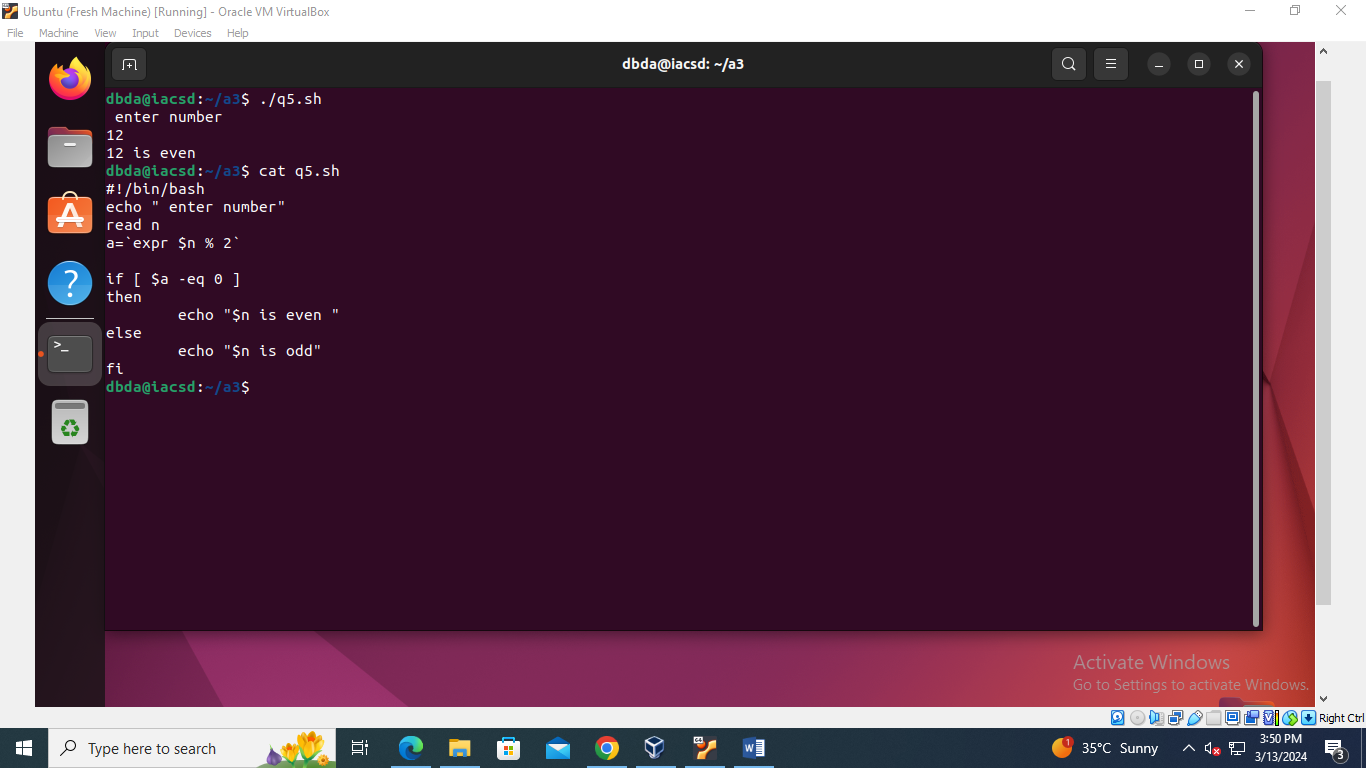 Ubuntu (Fresh Machine) [Running] - Oracle VM VirtualBox
File Machine View Input Devices Help
dbda@iacsd: ~/a3
dbda@iacsd:~/a3$ ./q5.sh
 enter number
12
12 is even
dbda@iacsd:~/a3$ cat q5.sh
#!/bin/bash
echo " enter number"
read n
a=`expr $n % 2`
if [ $a -eq 0 ]
then
        echo "$n is even "
else
        echo "$n is odd"
fi
dbda@iacsd:~/a3$
Activate Windows
Go to Settings to activate Windows.
Right Ctrl
Type here to search
1
35°C Sunny
3:50 PM
3/13/2024
3